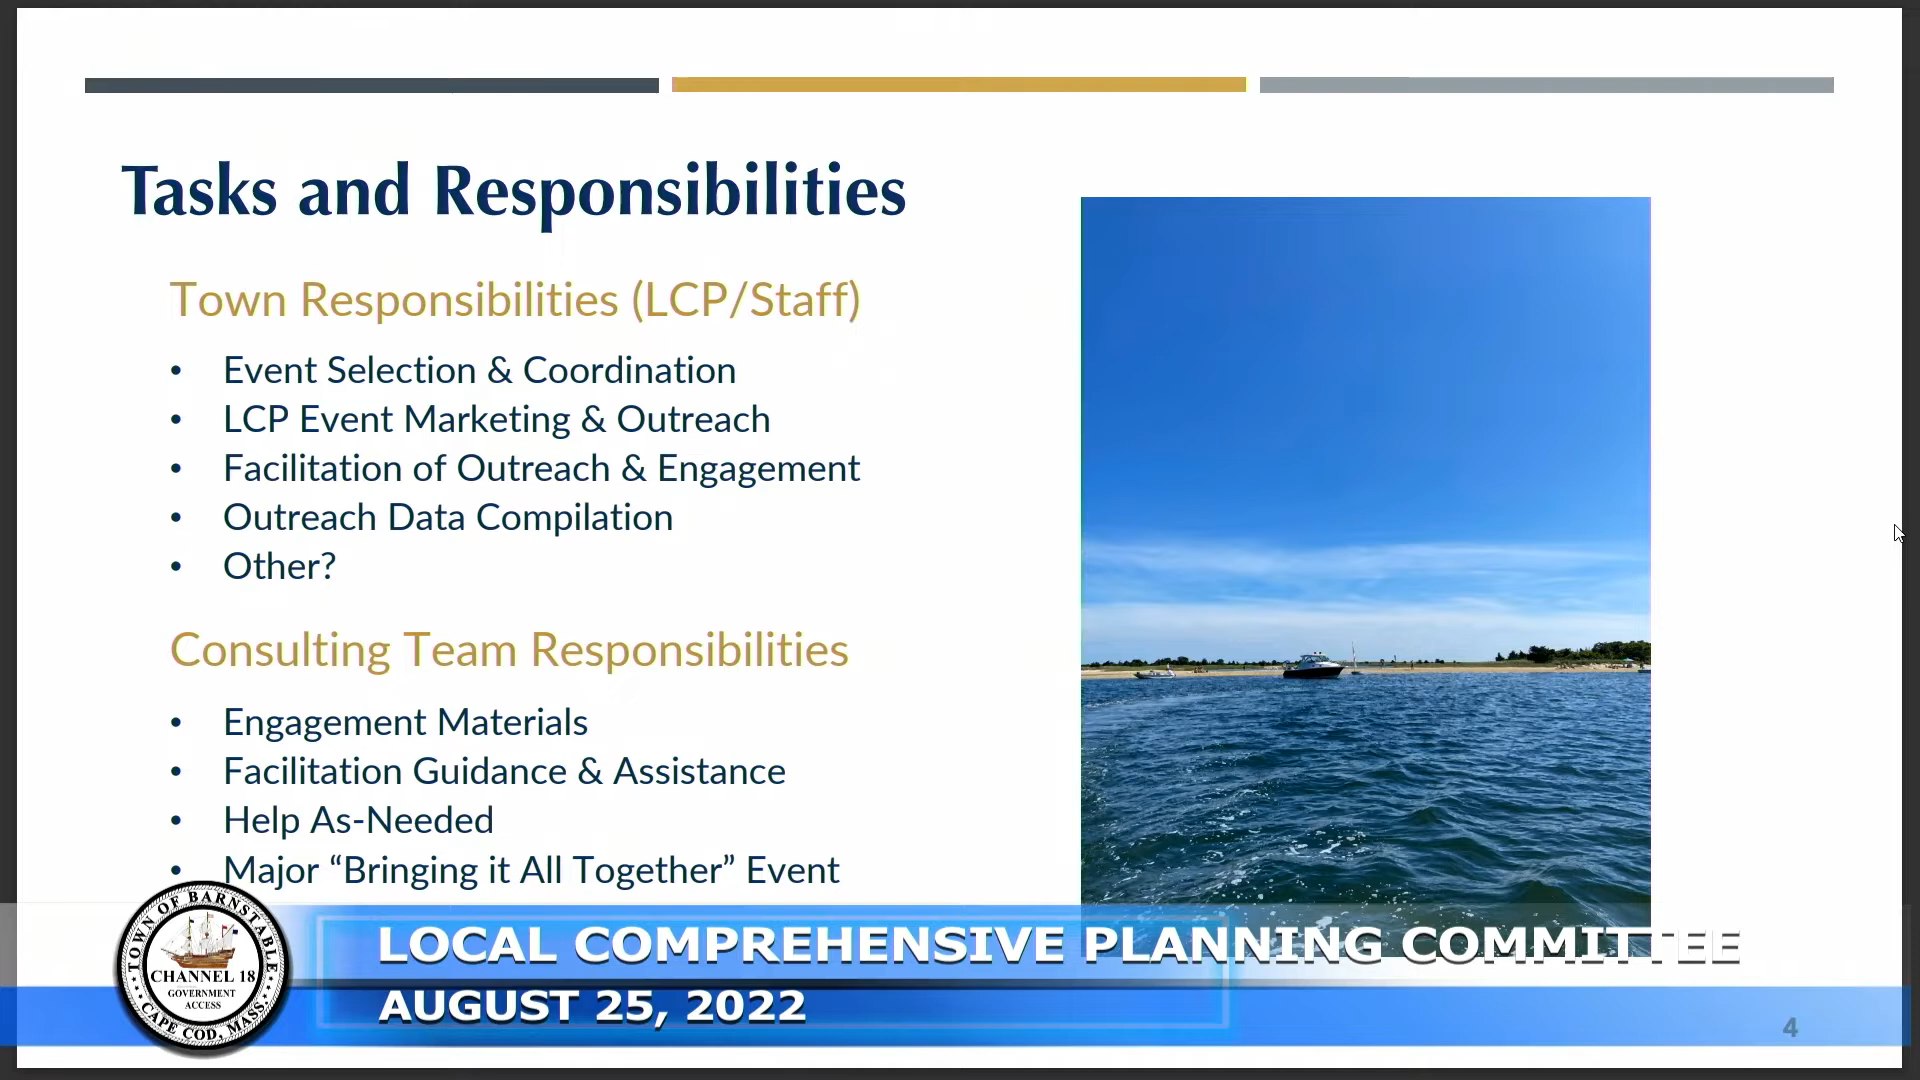 Tasks and Responsibilities
Town Responsibilities (LCP/Staff)
• Event Selection & Coordination
• LCP Event Marketing & Outreach
• Facilitation of Outreach & Engagement
• Outreach Data Compilation
• Other?
Consulting Team Responsibilities
• Engagement Materials
• Facilitation Guidance & Assistance
• Help As-Needed
• Major “Bringing it All Together” Event
TOWN OF BARNSTABLE
CHANNEL 18
GOVERNMENT
ACCESS
CAPE COD, MASS.
LOCAL COMPREHENSIVE PLANNING COMMITTEE
AUGUST 25, 2022
4